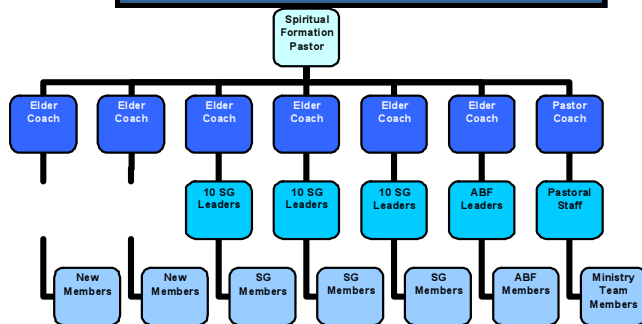 Spiritual
Formation
Pastor
Elder
Coach
Elder
Coach
Elder
Coach
Elder
Coach
Elder
Coach
Elder
Coach
Pastor
Coach
10 SG
Leaders
10 SG
Leaders
10 SG
Leaders
ABF
Leaders
Pastoral
Staff
New
Members
New
Members
SG
Members
SG
Members
SG
Members
ABF
Members
Ministry
Team
Members